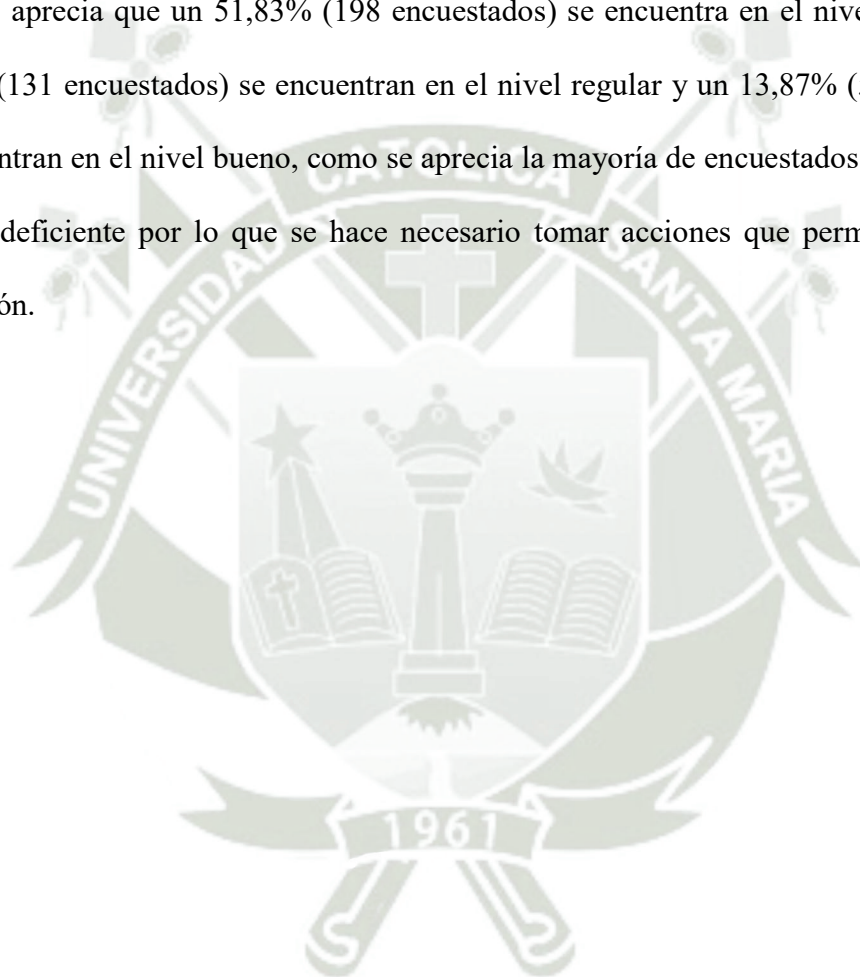 aprecia que un 51,83% (198 encuestados) se encuentra en el nive
(131 encuestados) se encuentran en el nivel regular y un 13,87% (
ntran en el nivel bueno, como se aprecia la mayoría de encuestados
deficiente por lo que se hace necesario tomar acciones que perm
ón.
UNIVERSIDAD CATOLICA SANTA MARIA
1961